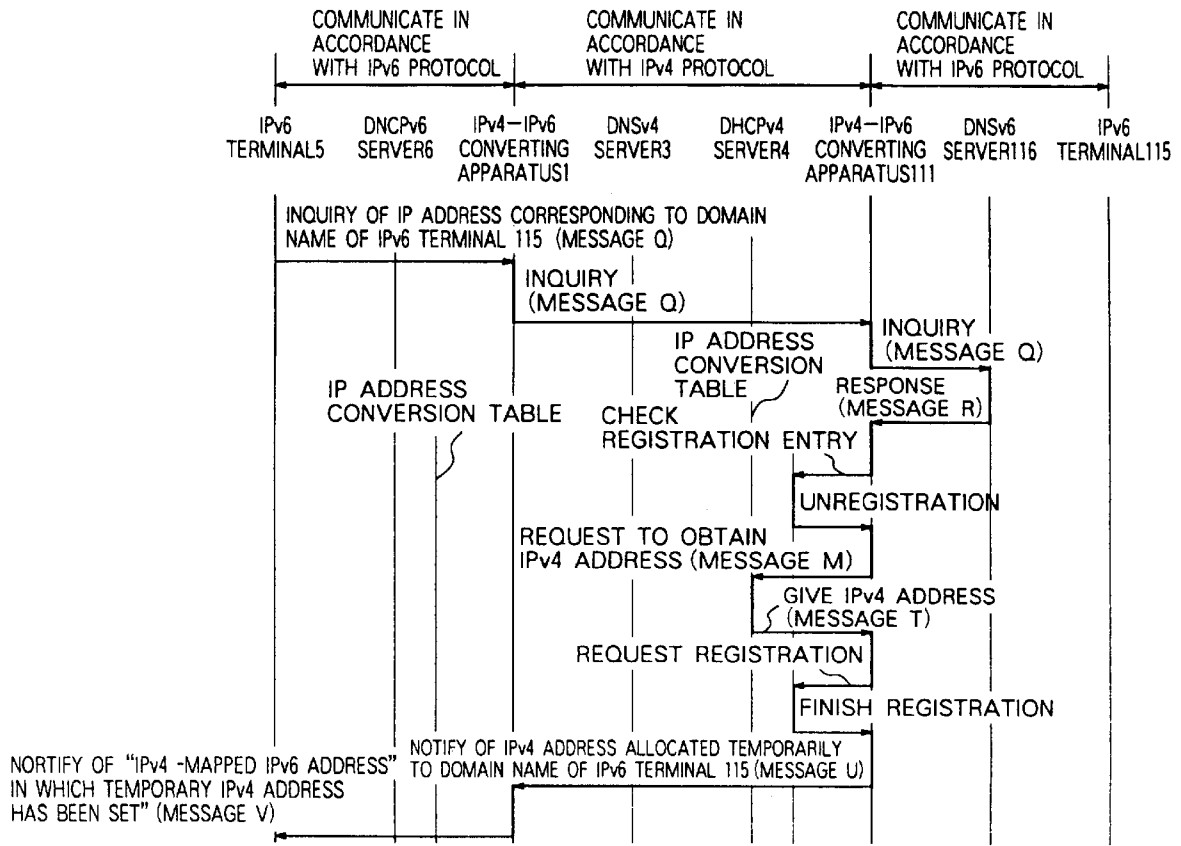 COMMUNICATE IN
ACCORDANCE
WITH IPv6 PROTOCOL
COMMUNICATE IN
ACCORDANCE
WITH IPv4 PROTOCOL
COMMUNICATE IN
ACCORDANCE
WITH IPv6 PROTOCOL
IPv6
TERMINAL5
DNCPv6
SERVER6
IPv4-IPv6
CONVERTING
APPARATUS1
DNSv4
SERVER3
DHCPv4
SERVER4
IPv4-IPv6
CONVERTING
APPARATUS111
DNSv6
SERVER116
IPv6
TERMINAL115
INQUIRY OF IP ADDRESS CORRESPONDING TO DOMAIN
NAME OF IPv6 TERMINAL 115 (MESSAGE Q)
INQUIRY
(MESSAGE Q)
INQUIRY
(MESSAGE Q)
IP ADDRESS
CONVERSION
TABLE
RESPONSE
(MESSAGE R)
IP ADDRESS
CONVERSION TABLE
CHECK
REGISTRATION ENTRY
UNREGISTRATION
REQUEST TO OBTAIN
IPv4 ADDRESS (MESSAGE M)
GIVE IPv4 ADDRESS
(MESSAGE T)
REQUEST REGISTRATION
FINISH REGISTRATION
NOTIFY OF IPv4 ADDRESS ALLOCATED TEMPORARILY
TO DOMAIN NAME OF IPv6 TERMINAL 115 (MESSAGE U)
NORTIFY OF “IPv4 -MAPPED IPv6 ADDRESS”
IN WHICH TEMPORARY IPv4 ADDRESS
HAS BEEN SET” (MESSAGE V)